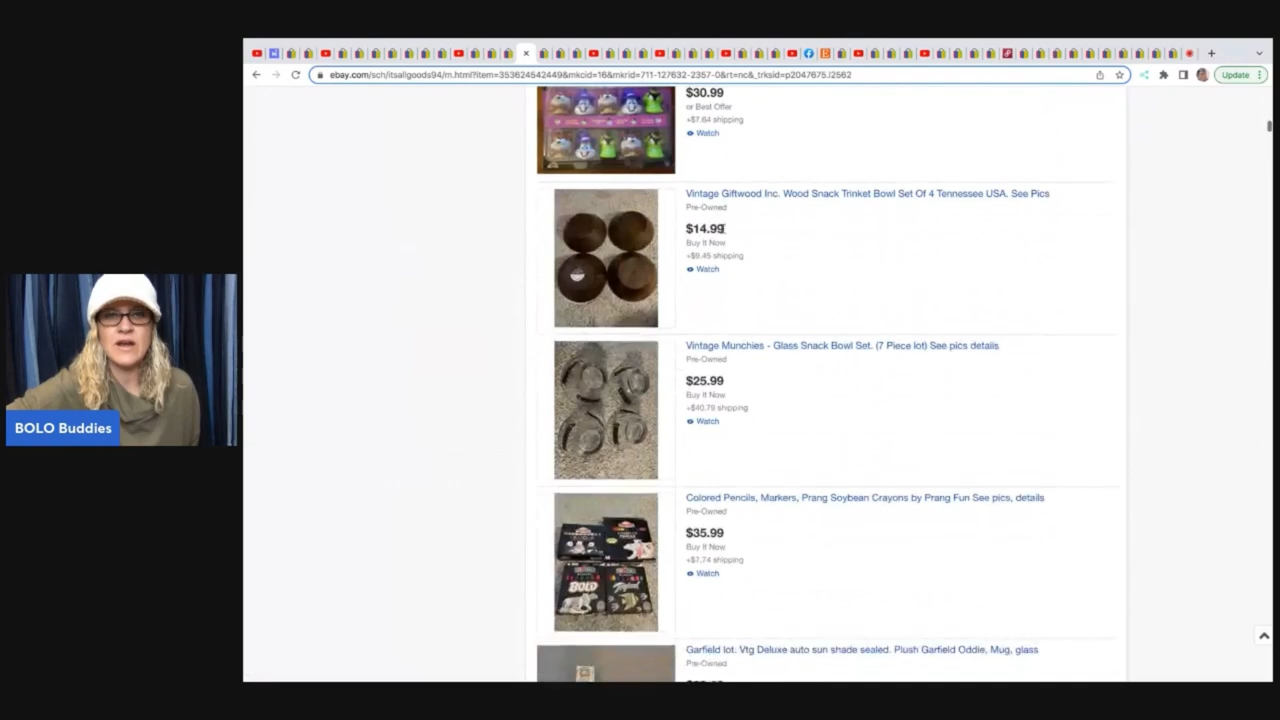 ebay.com/sch/itsallgoods94/m.html?item=353624542449&mkcid=16&mkrid=711-127632-2357-0&rt=nc&_trksid=p2047675.l2562
Update
$30.99
or Best Offer
+$7.64 shipping
Watch
Vintage Giftwood Inc. Wood Snack Trinket Bowl Set Of 4 Tennessee USA. See Pics
Pre-Owned
$14.99
Buy It Now
+$9.45 shipping
Watch
Vintage Munchies - Glass Snack Bowl Set. (7 Piece lot) See pics details
Pre-Owned
$25.99
Buy It Now
+$40.79 shipping
Watch
BOLO Buddies
Colored Pencils, Markers, Prang Soybean Crayons by Prang Fun See pics, details
Pre-Owned
$35.99
Buy It Now
+$7.74 shipping
Watch
BOLD
Garfield lot. Vtg Deluxe auto sun shade sealed. Plush Garfield Oddie, Mug, glass
Pre-Owned